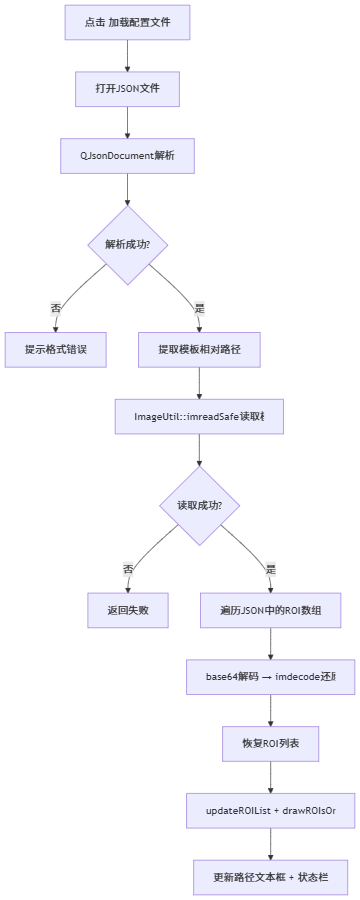 点击 加载配置文件
打开JSON文件
QJsonDocument解析
解析成功?
否
是
提示格式错误
提取模板相对路径
ImageUtil::imreadSafe读取
读取成功?
否
是
返回失败
遍历JSON中的ROI数组
base64解码 → imdecode还
恢复ROI列表
updateROIList + drawROIsOr
更新路径文本框 + 状态栏